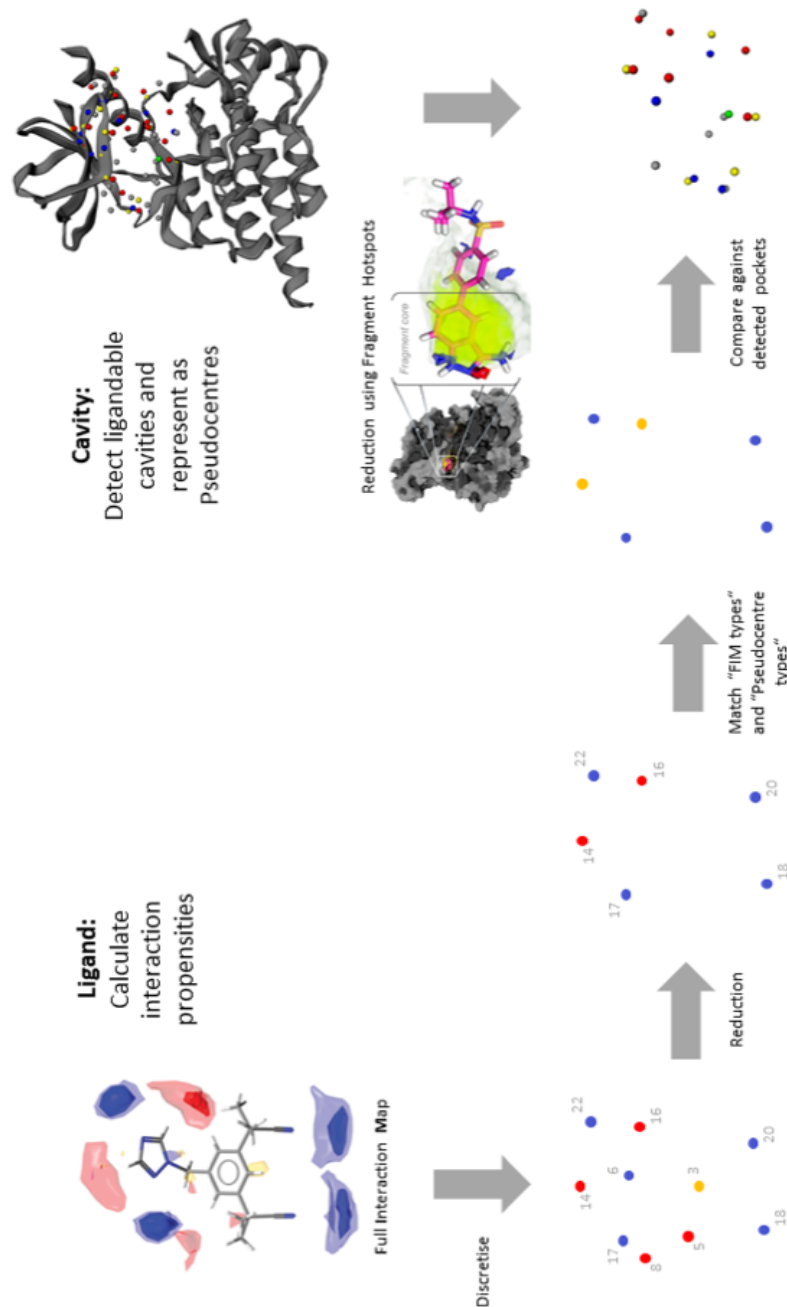 Ligand:
Calculate
interaction
propensities
Full Interaction Map
Discretise
22
14
6
16
17
8
5
3
18
20
Reduction
22
14
16
17
18
20
Match "FIM types"
and "Pseudocentre
types"
Cavity:
Detect ligandable
cavities and
represent as
Pseudocentres
Reduction using Fragment Hotspots
Fragment core
Compare against
detected pockets